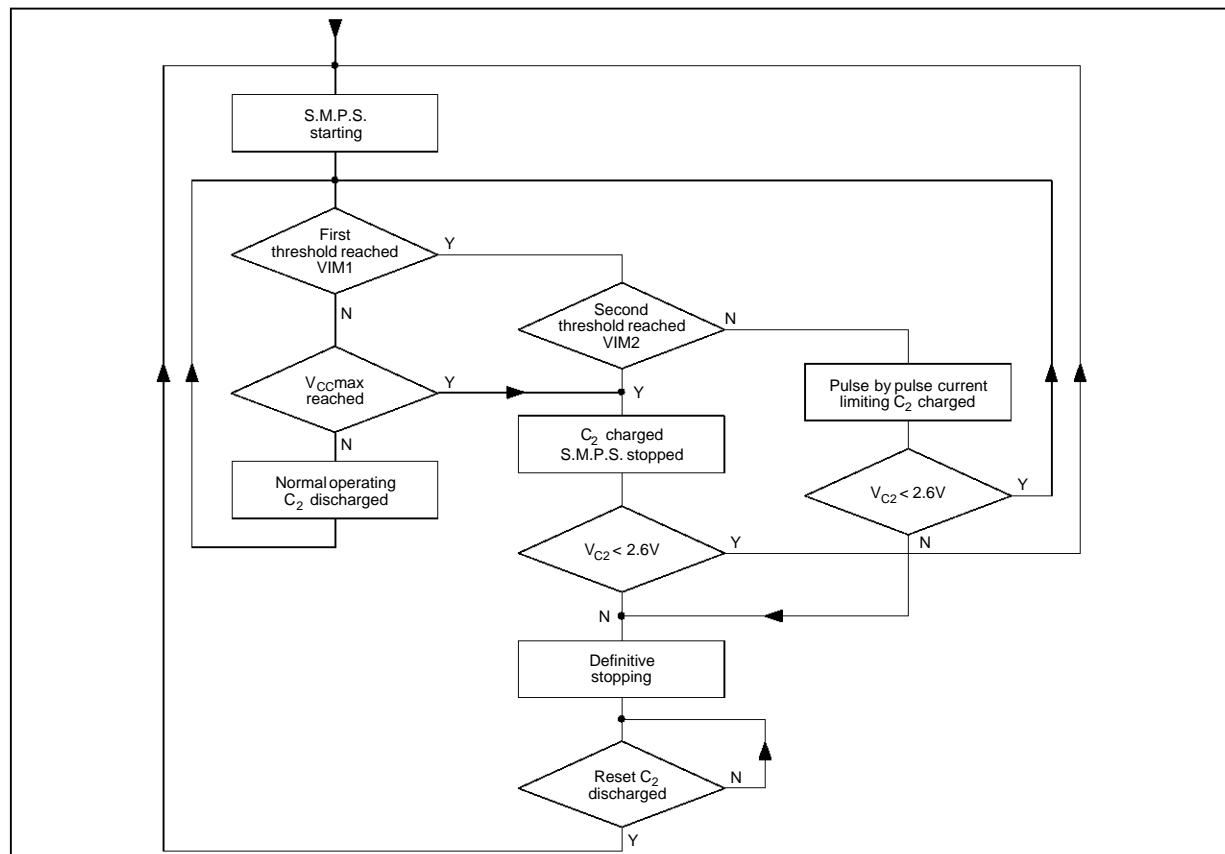 S.M.P.S.
starting
First
threshold reached
VIM1
Y
N
Second
threshold reached
VIM2
N
Y
VCCmax
reached
Y
N
Pulse by pulse current
limiting C2 charged
C2 charged
S.M.P.S. stopped
Normal operating
C2 discharged
VC2 < 2.6V
Y
N
VC2 < 2.6V
Y
N
Definitive
stopping
Reset C2
discharged
N
Y